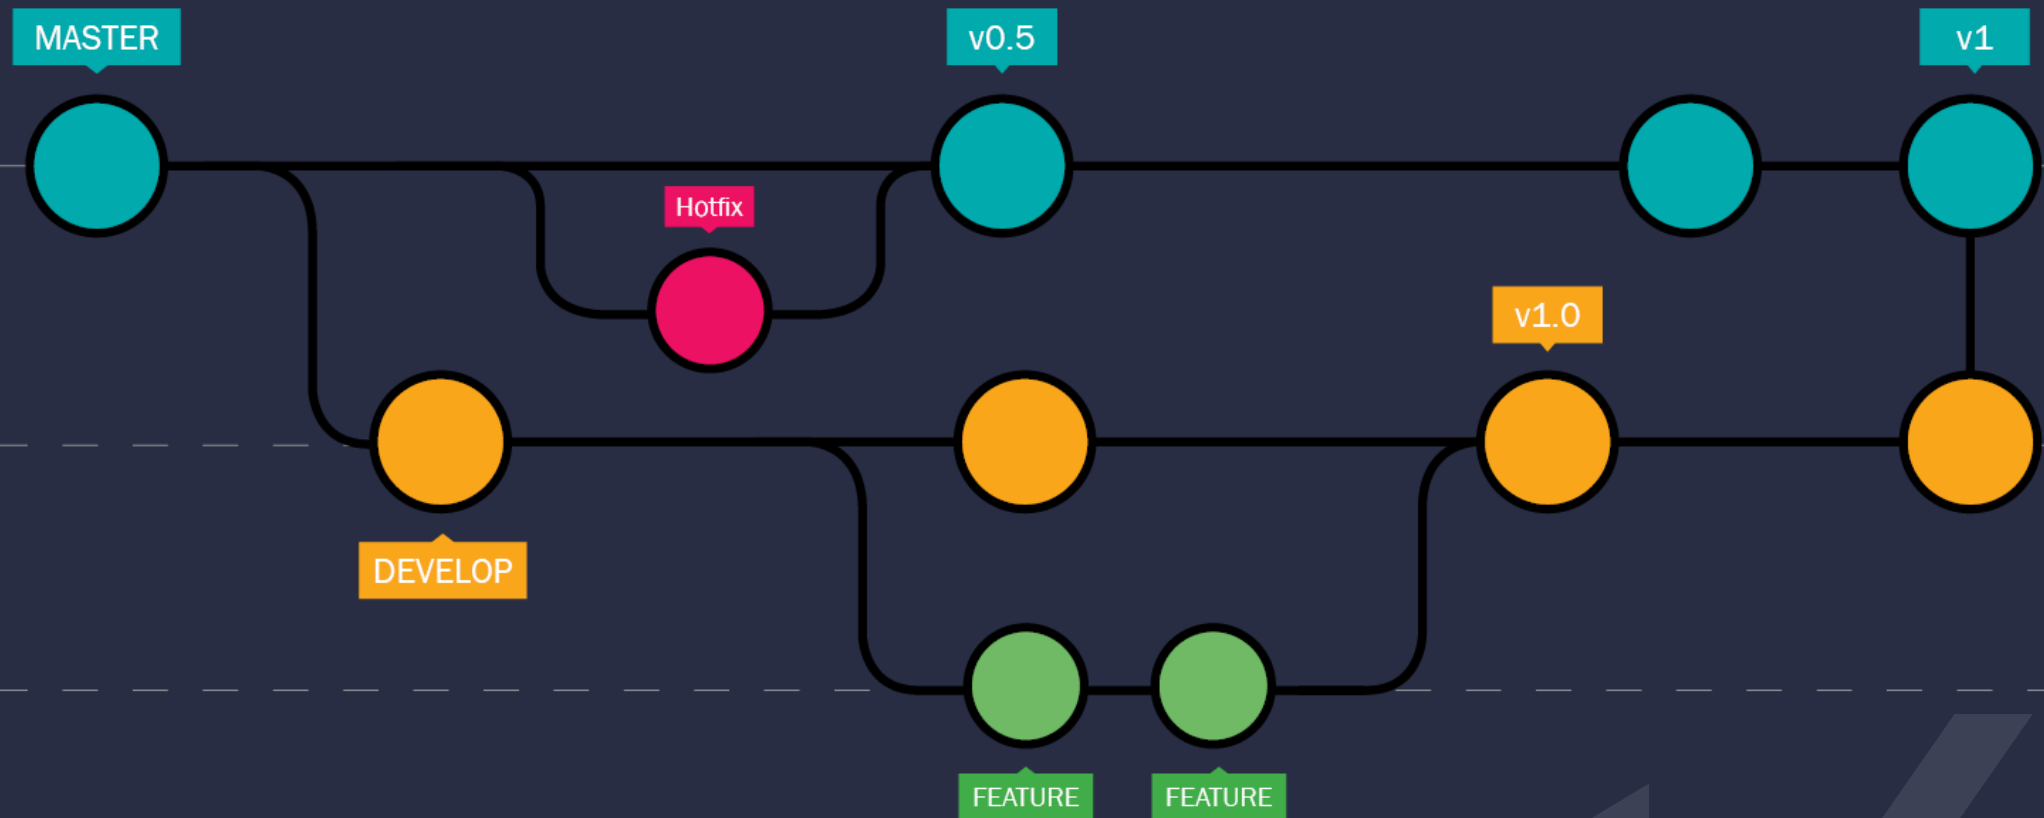 MASTER
v0.5
v1
Hotfix
v1.0
DEVELOP
FEATURE
FEATURE